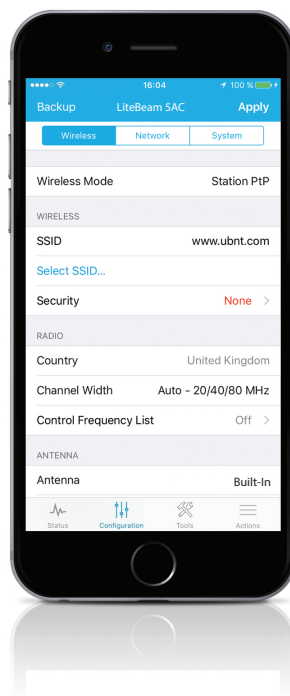 16:04 100 %
Backup LiteBeam 5AC Apply
Wireless Network System
Wireless Mode Station PtP
WIRELESS
SSID www.ubnt.com
Select SSID...
Security None >
RADIO
Country United Kingdom
Channel Width Auto - 20/40/80 MHz
Control Frequency List Off >
ANTENNA
Antenna Built-In
Status Configuration Tools Actions